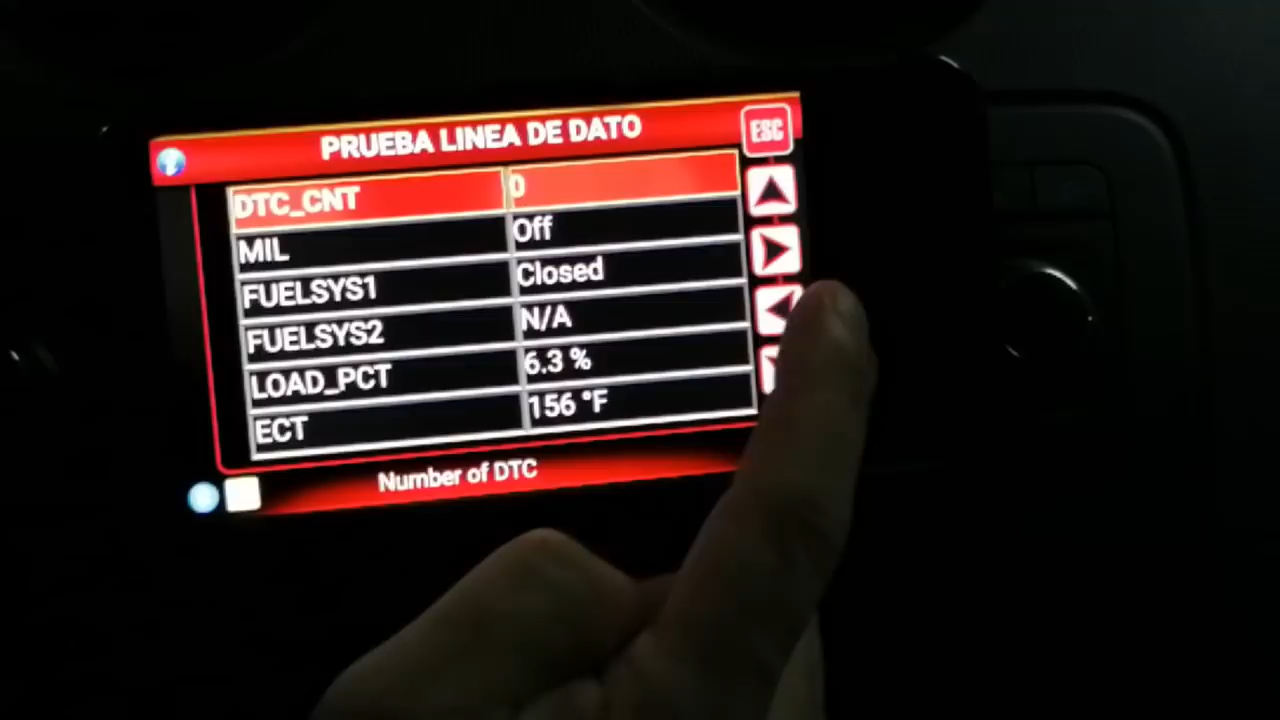 PRUEBA LINEA DE DATO
ESC
DTC_CNT 0
MIL Off
FUELSYS1 Closed
FUELSYS2 N/A
LOAD_PCT 6.3 %
ECT 156 °F
Number of DTC